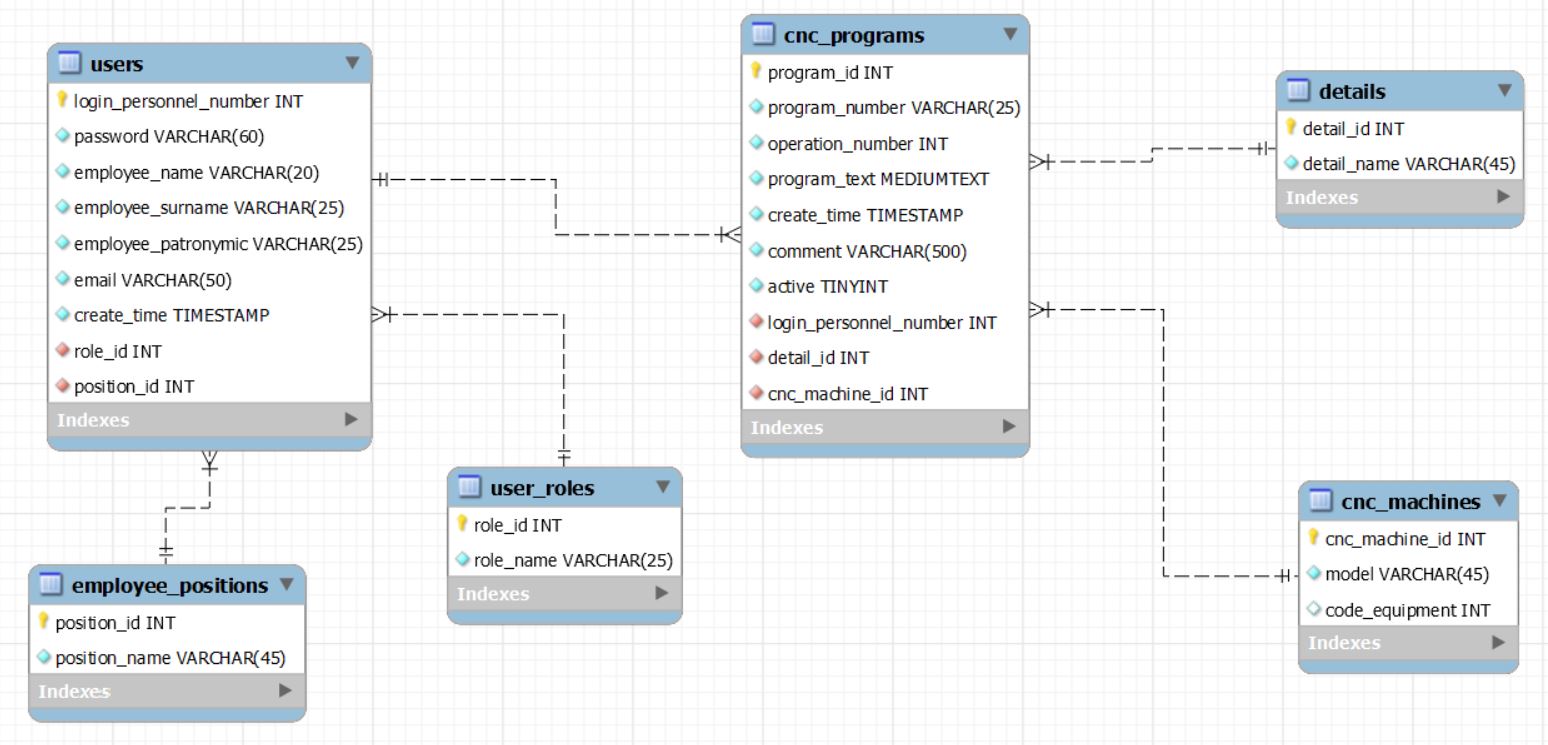 users
login_personnel_number INT
password VARCHAR(60)
employee_name VARCHAR(20)
employee_surname VARCHAR(25)
employee_patronymic VARCHAR(25)
email VARCHAR(50)
create_time TIMESTAMP
role_id INT
position_id INT
Indexes
cnc_programs
program_id INT
program_number VARCHAR(25)
operation_number INT
program_text MEDIUMTEXT
create_time TIMESTAMP
comment VARCHAR(500)
active TINYINT
login_personnel_number INT
detail_id INT
cnc_machine_id INT
Indexes
details
detail_id INT
detail_name VARCHAR(45)
Indexes
user_roles
role_id INT
role_name VARCHAR(25)
Indexes
cnc_machines
cnc_machine_id INT
model VARCHAR(45)
code_equipment INT
Indexes
employee_positions
position_id INT
position_name VARCHAR(45)
Indexes